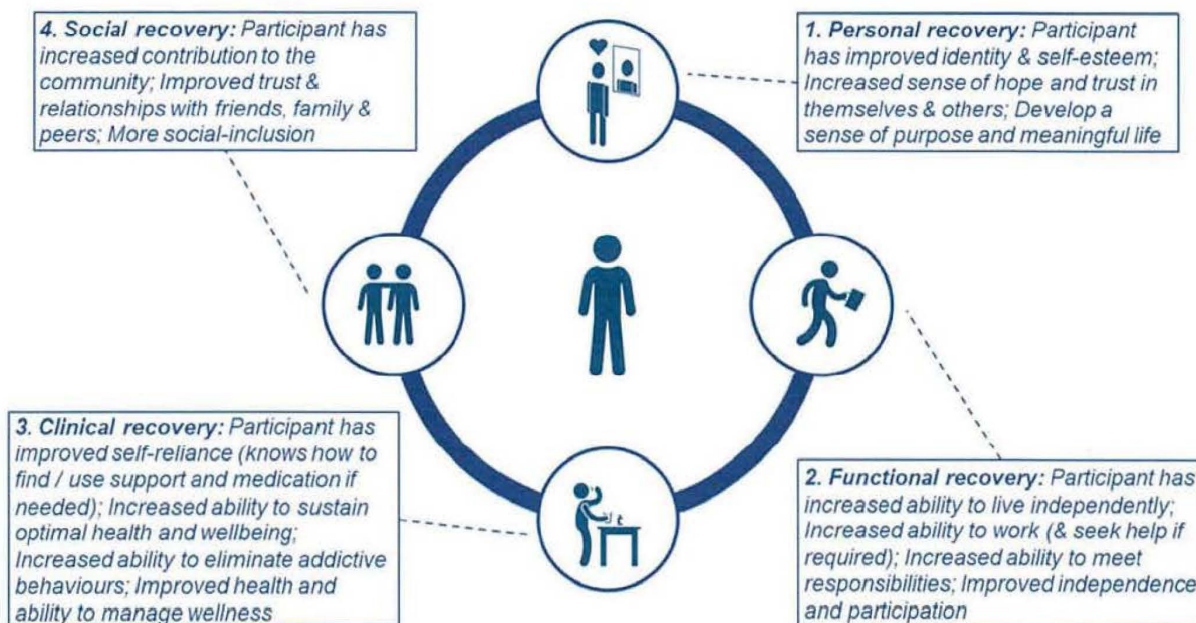 4. Social recovery: Participant has
increased contribution to the
community; Improved trust &
relationships with friends, family &
peers; More social-inclusion
1. Personal recovery: Participant
has improved identity & self-esteem;
Increased sense of hope and trust in
themselves & others; Develop a
sense of purpose and meaningful life
3. Clinical recovery: Participant has
improved self-reliance (knows how to
find / use support and medication if
needed); Increased ability to sustain
optimal health and wellbeing;
Increased ability to eliminate addictive
behaviours; Improved health and
ability to manage wellness
2. Functional recovery: Participant has
increased ability to live independently;
Increased ability to work (& seek help if
required); Increased ability to meet
responsibilities; Improved independence
and participation